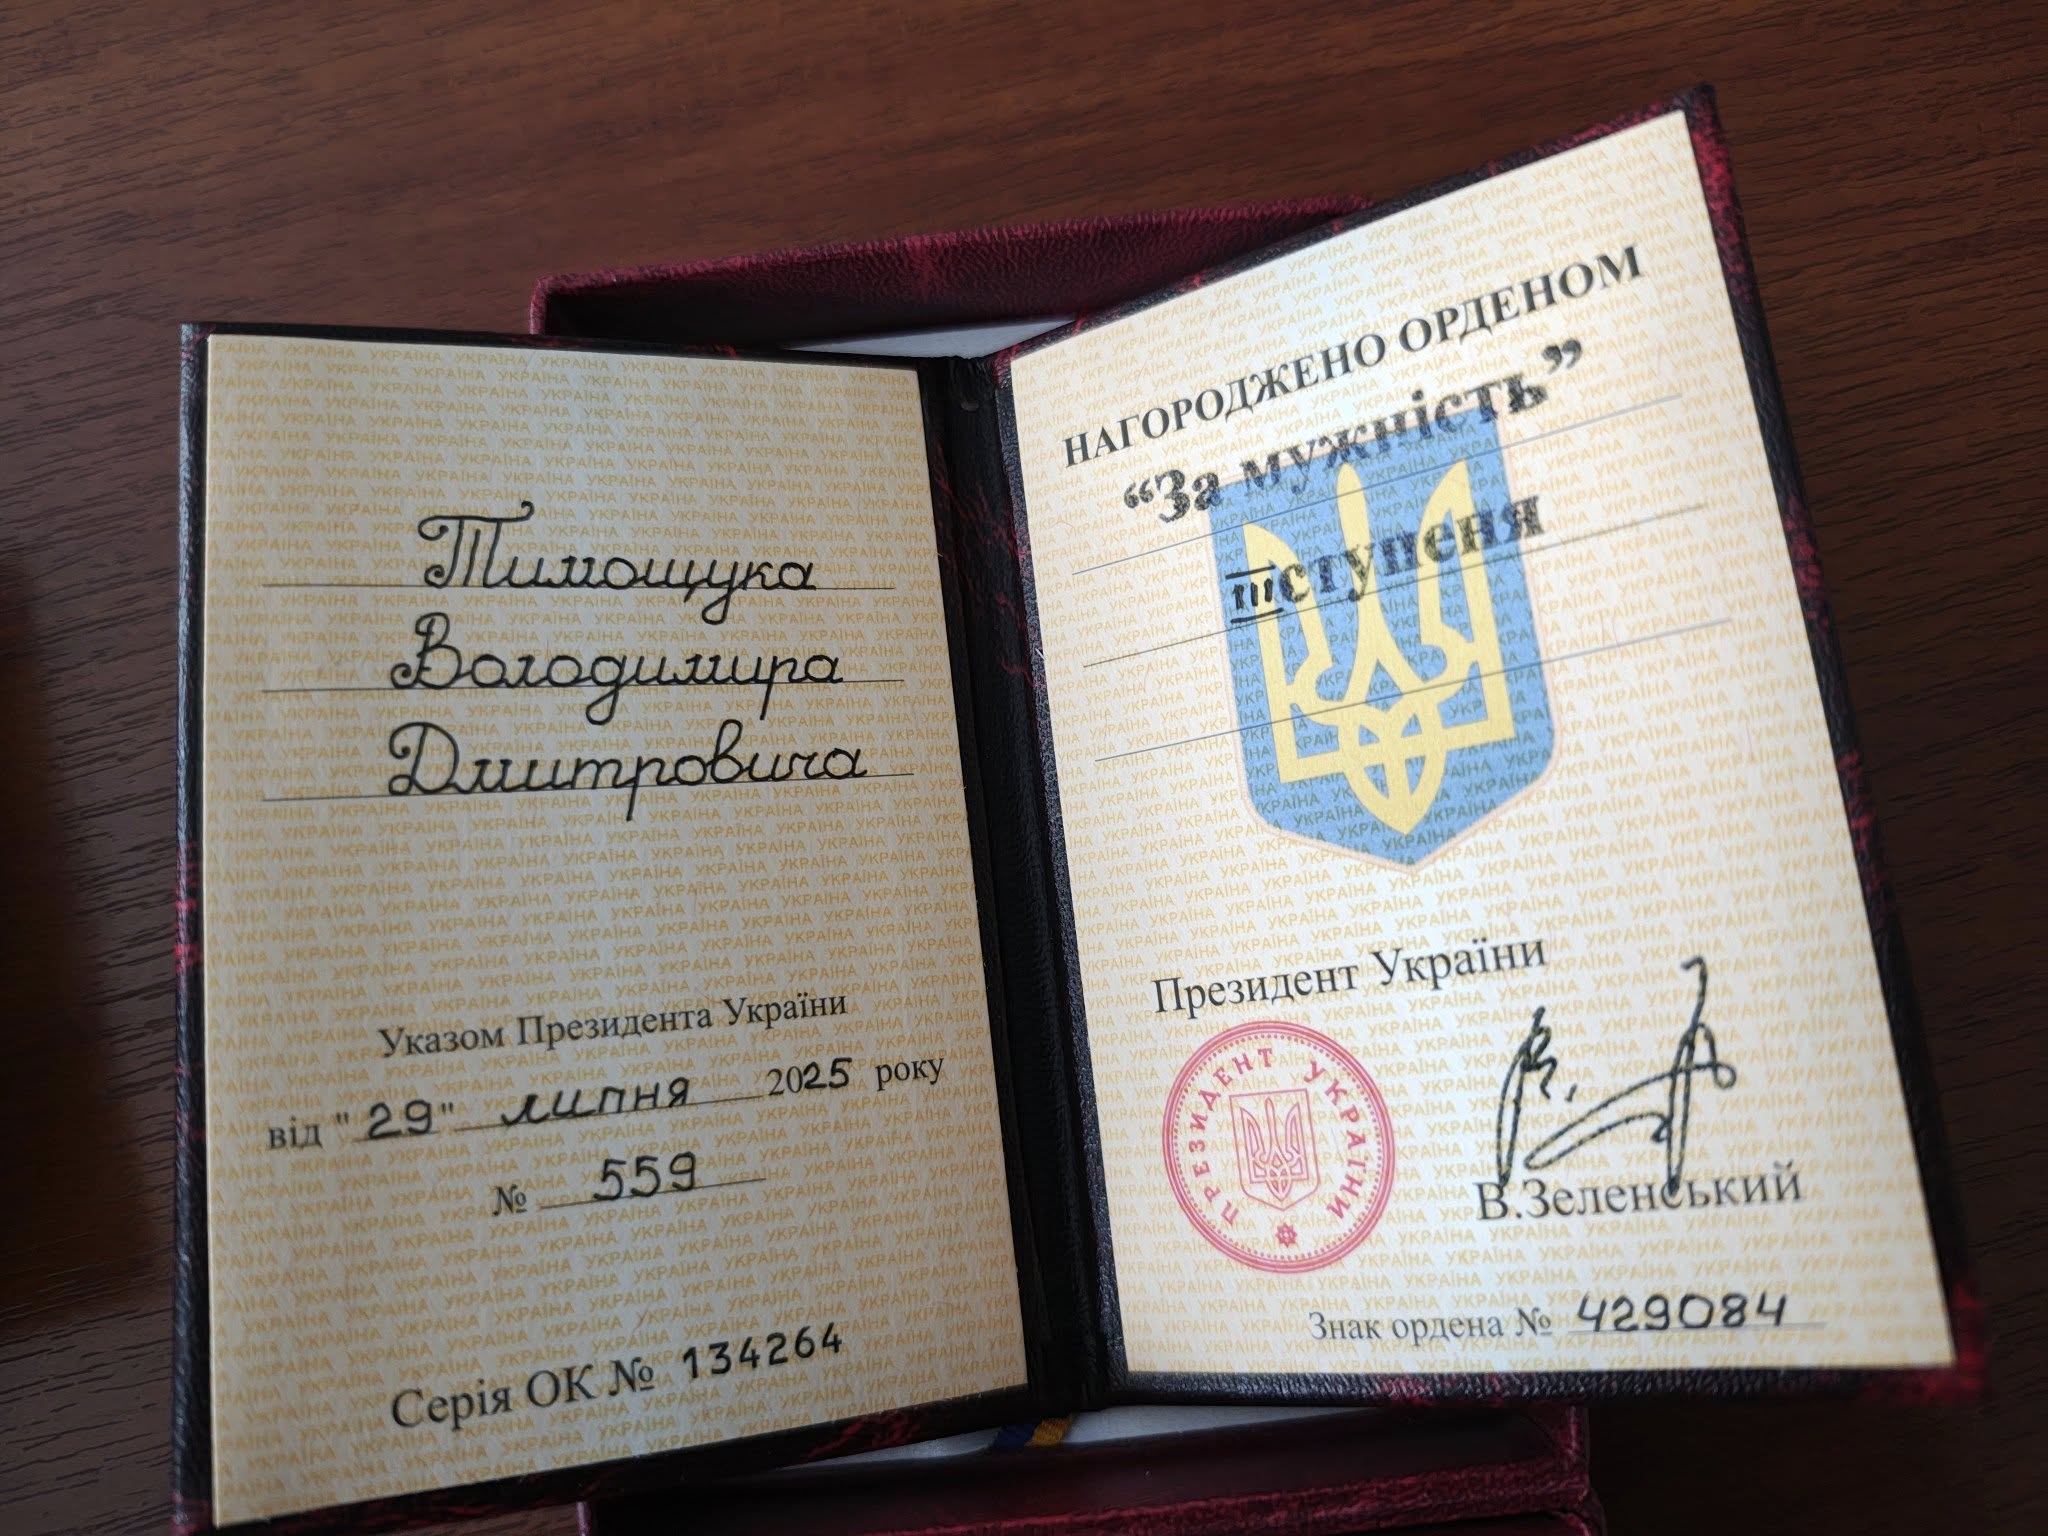 Тимощука
Володимира
Дмитровича
Указом Президента України
від "29" липня 2025 року
№ 559
Серія ОК № 134264
НАГОРОДЖЕНО ОРДЕНОМ
“За мужність”
III ступеня
Президент України
ПРЕЗИДЕНТ УКРАЇНИ
В.Зеленський
Знак ордена № 429084